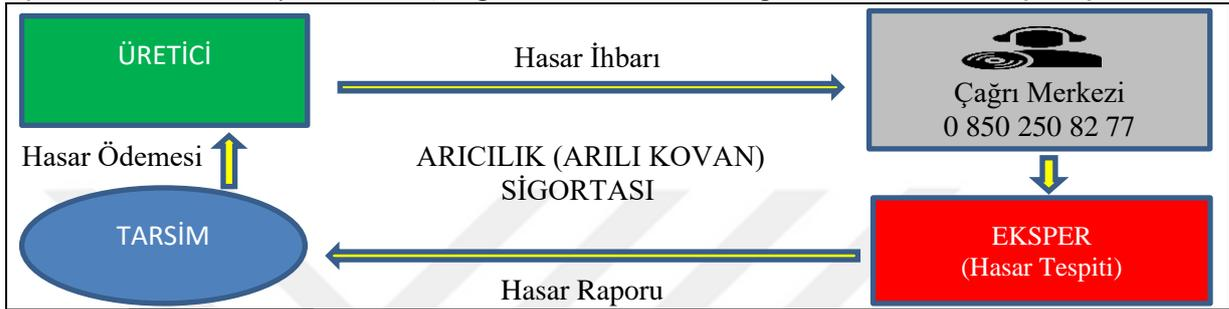 ÜRETİCİ
Hasar İhbarı
Çağrı Merkezi
0 850 250 82 77
Hasar Ödemesi
ARICILIK (ARILI KOVAN)
SİGORTASI
TARSİM
EKSPER
(Hasar Tespiti)
Hasar Raporu